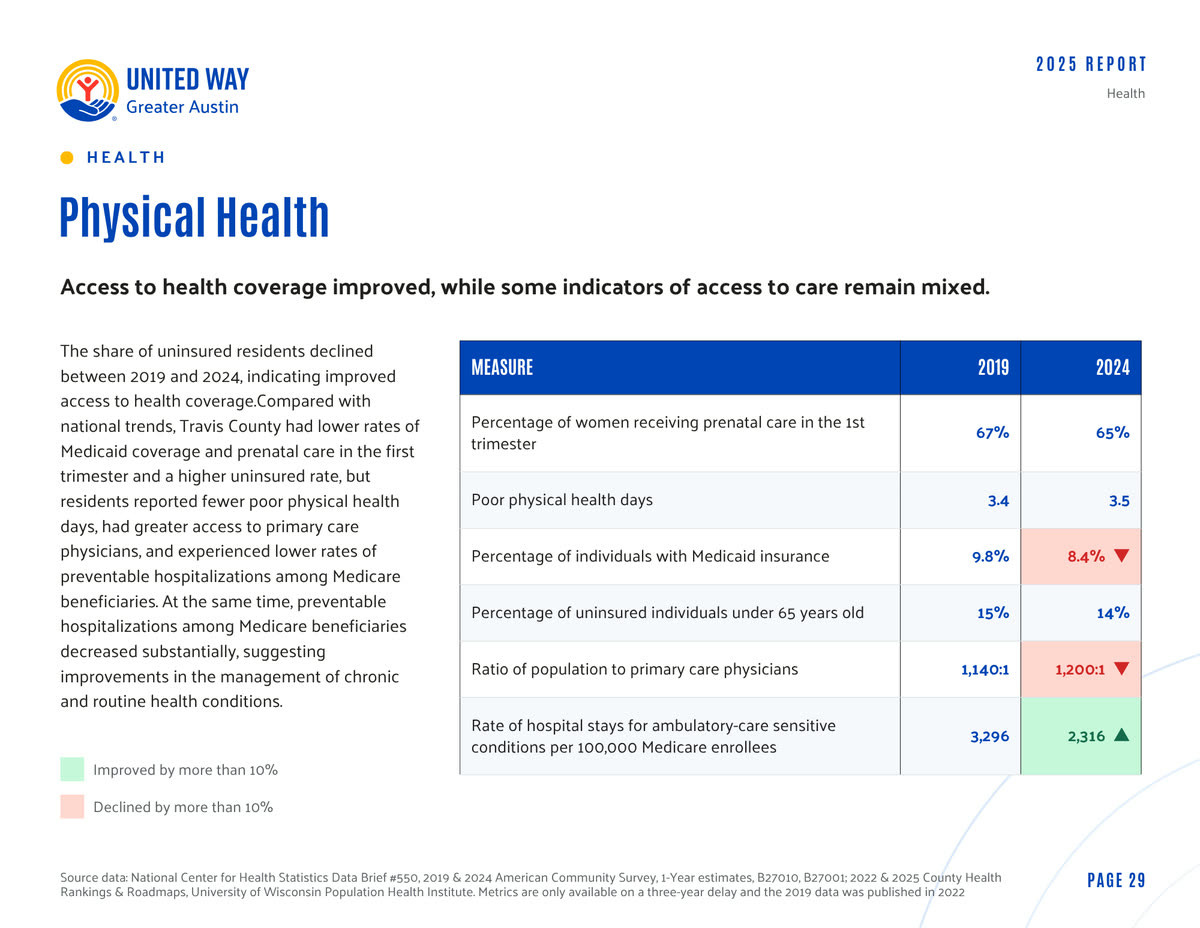 UNITED WAY
Greater Austin
®
2025 REPORT
Health
HEALTH
Physical Health
Access to health coverage improved, while some indicators of access to care remain mixed.
The share of uninsured residents declined
between 2019 and 2024, indicating improved
access to health coverage.Compared with
national trends, Travis County had lower rates of
Medicaid coverage and prenatal care in the first
trimester and a higher uninsured rate, but
residents reported fewer poor physical health
days, had greater access to primary care
physicians, and experienced lower rates of
preventable hospitalizations among Medicare
beneficiaries. At the same time, preventable
hospitalizations among Medicare beneficiaries
decreased substantially, suggesting
improvements in the management of chronic
and routine health conditions.
Improved by more than 10%
Declined by more than 10%
MEASURE 2019 2024
Percentage of women receiving prenatal care in the 1st
trimester 67% 65%
Poor physical health days 3.4 3.5
Percentage of individuals with Medicaid insurance 9.8% 8.4% ▼
Percentage of uninsured individuals under 65 years old 15% 14%
Ratio of population to primary care physicians 1,140:1 1,200:1 ▼
Rate of hospital stays for ambulatory-care sensitive
conditions per 100,000 Medicare enrollees 3,296 2,316 ▲
Source data: National Center for Health Statistics Data Brief #550, 2019 & 2024 American Community Survey, 1-Year estimates, B27010, B27001; 2022 & 2025 County Health
Rankings & Roadmaps, University of Wisconsin Population Health Institute. Metrics are only available on a three-year delay and the 2019 data was published in 2022
PAGE 29